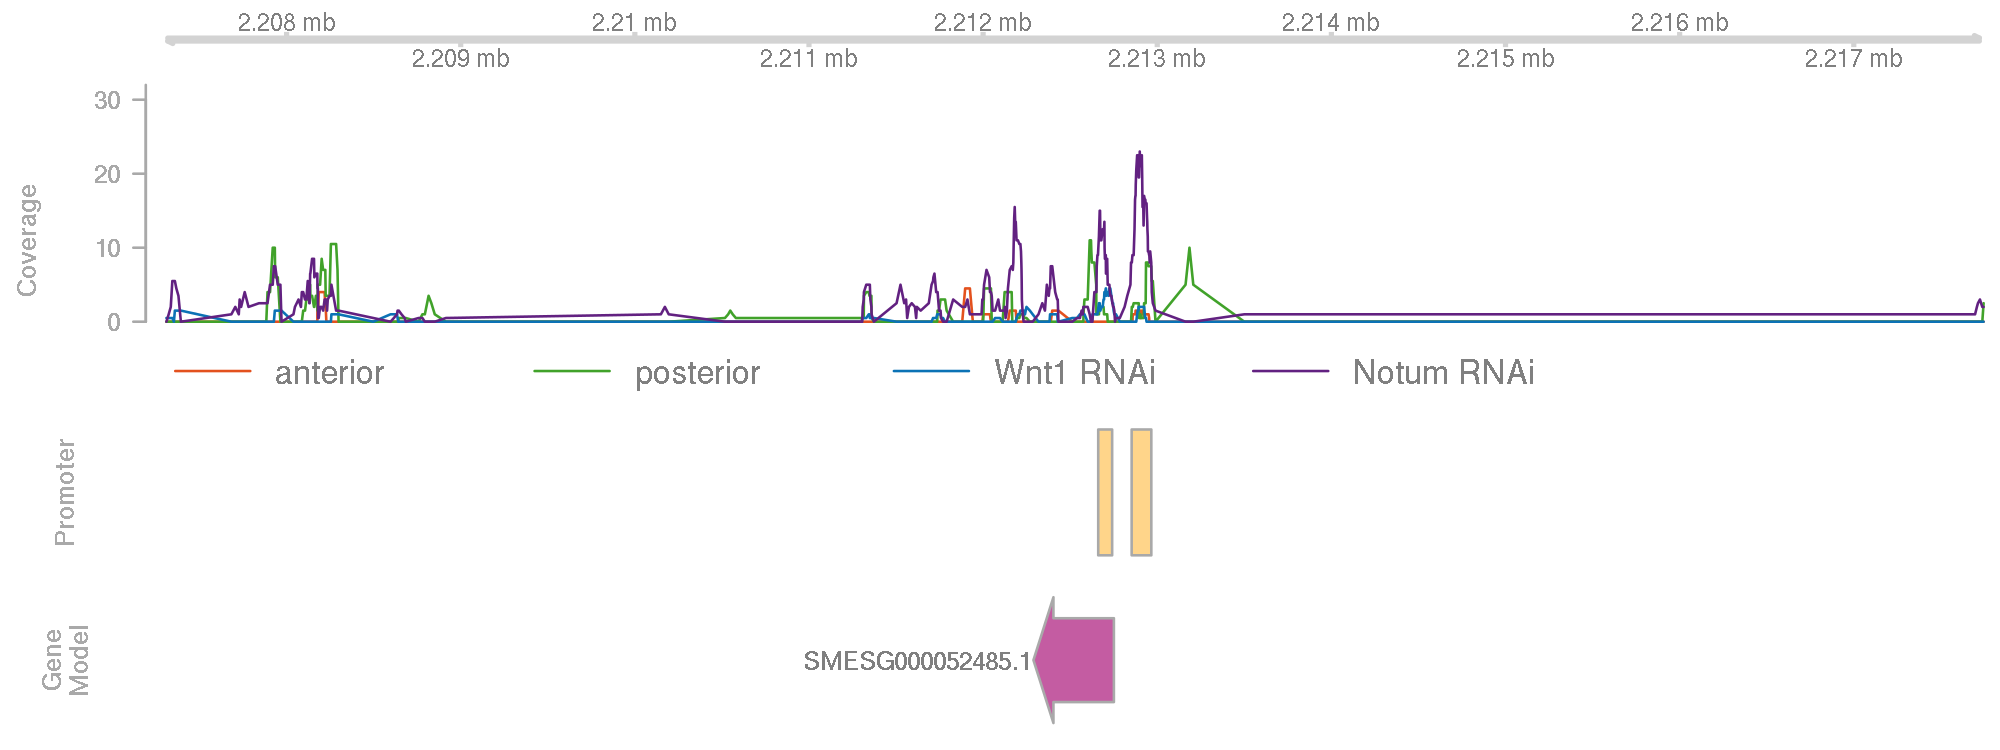 2.208 mb 2.21 mb 2.212 mb 2.214 mb 2.216 mb
2.209 mb 2.211 mb 2.213 mb 2.215 mb 2.217 mb
30
20
10
0
Coverage
anterior posterior Wnt1 RNAi Notum RNAi
Promoter
Gene
Model
SMESG000052485.1